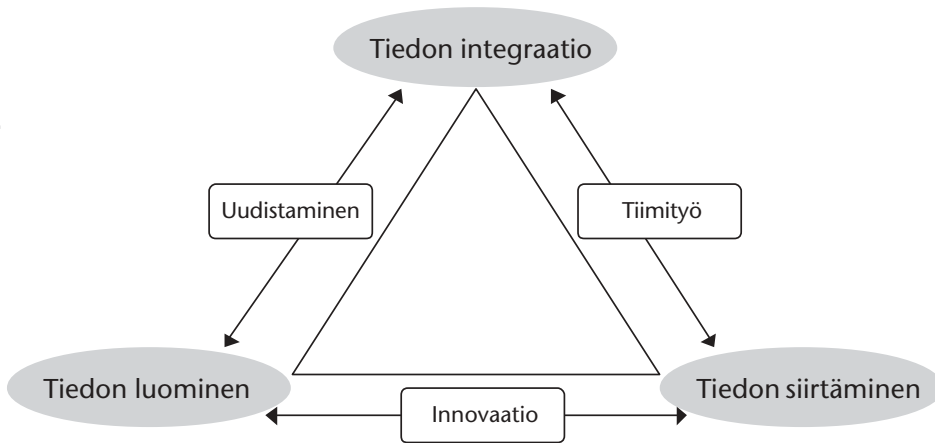 Tiedon integraatio
Uudistaminen
Tiimityö
Tiedon luominen
Tiedon siirtäminen
Innovaatio